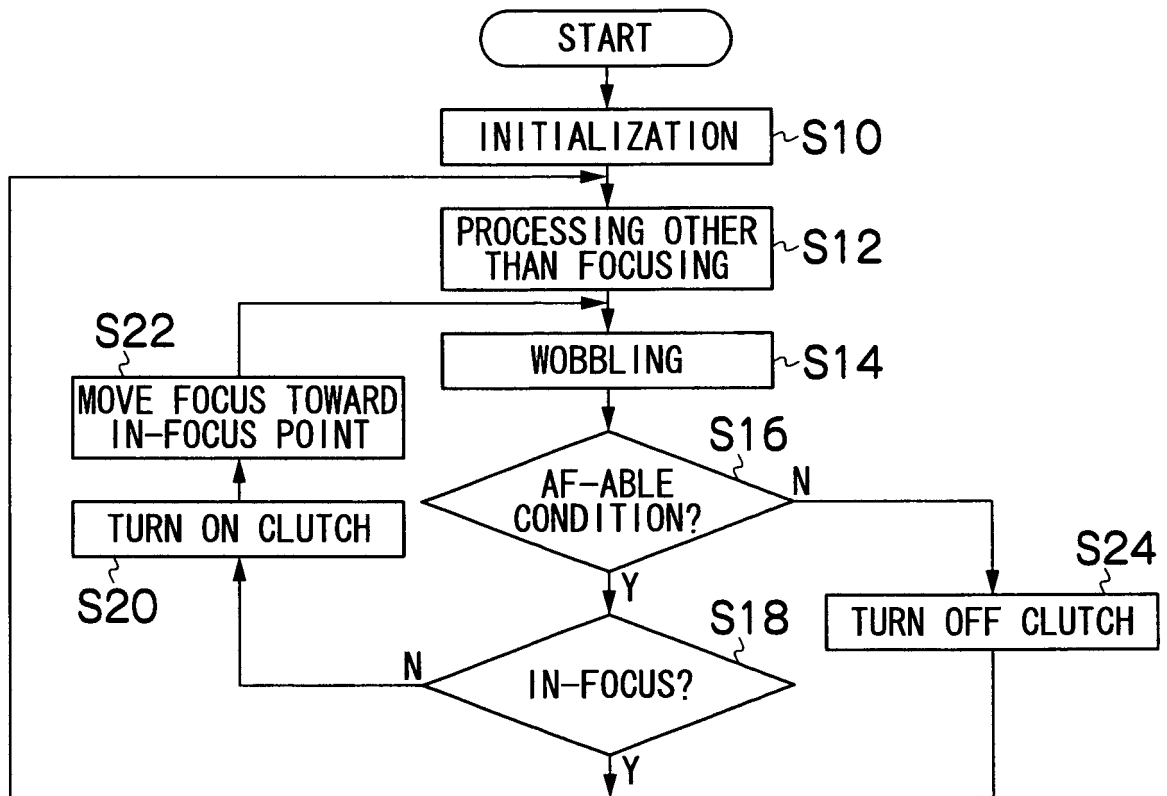 START
INITIALIZATION
S10
PROCESSING OTHER
THAN FOCUSING
S12
WOBBLING
S14
S22
MOVE FOCUS TOWARD
IN-FOCUS POINT
TURN ON CLUTCH
S20
S16
AF-ABLE
CONDITION?
N
Y
S24
TURN OFF CLUTCH
S18
IN-FOCUS?
N
Y